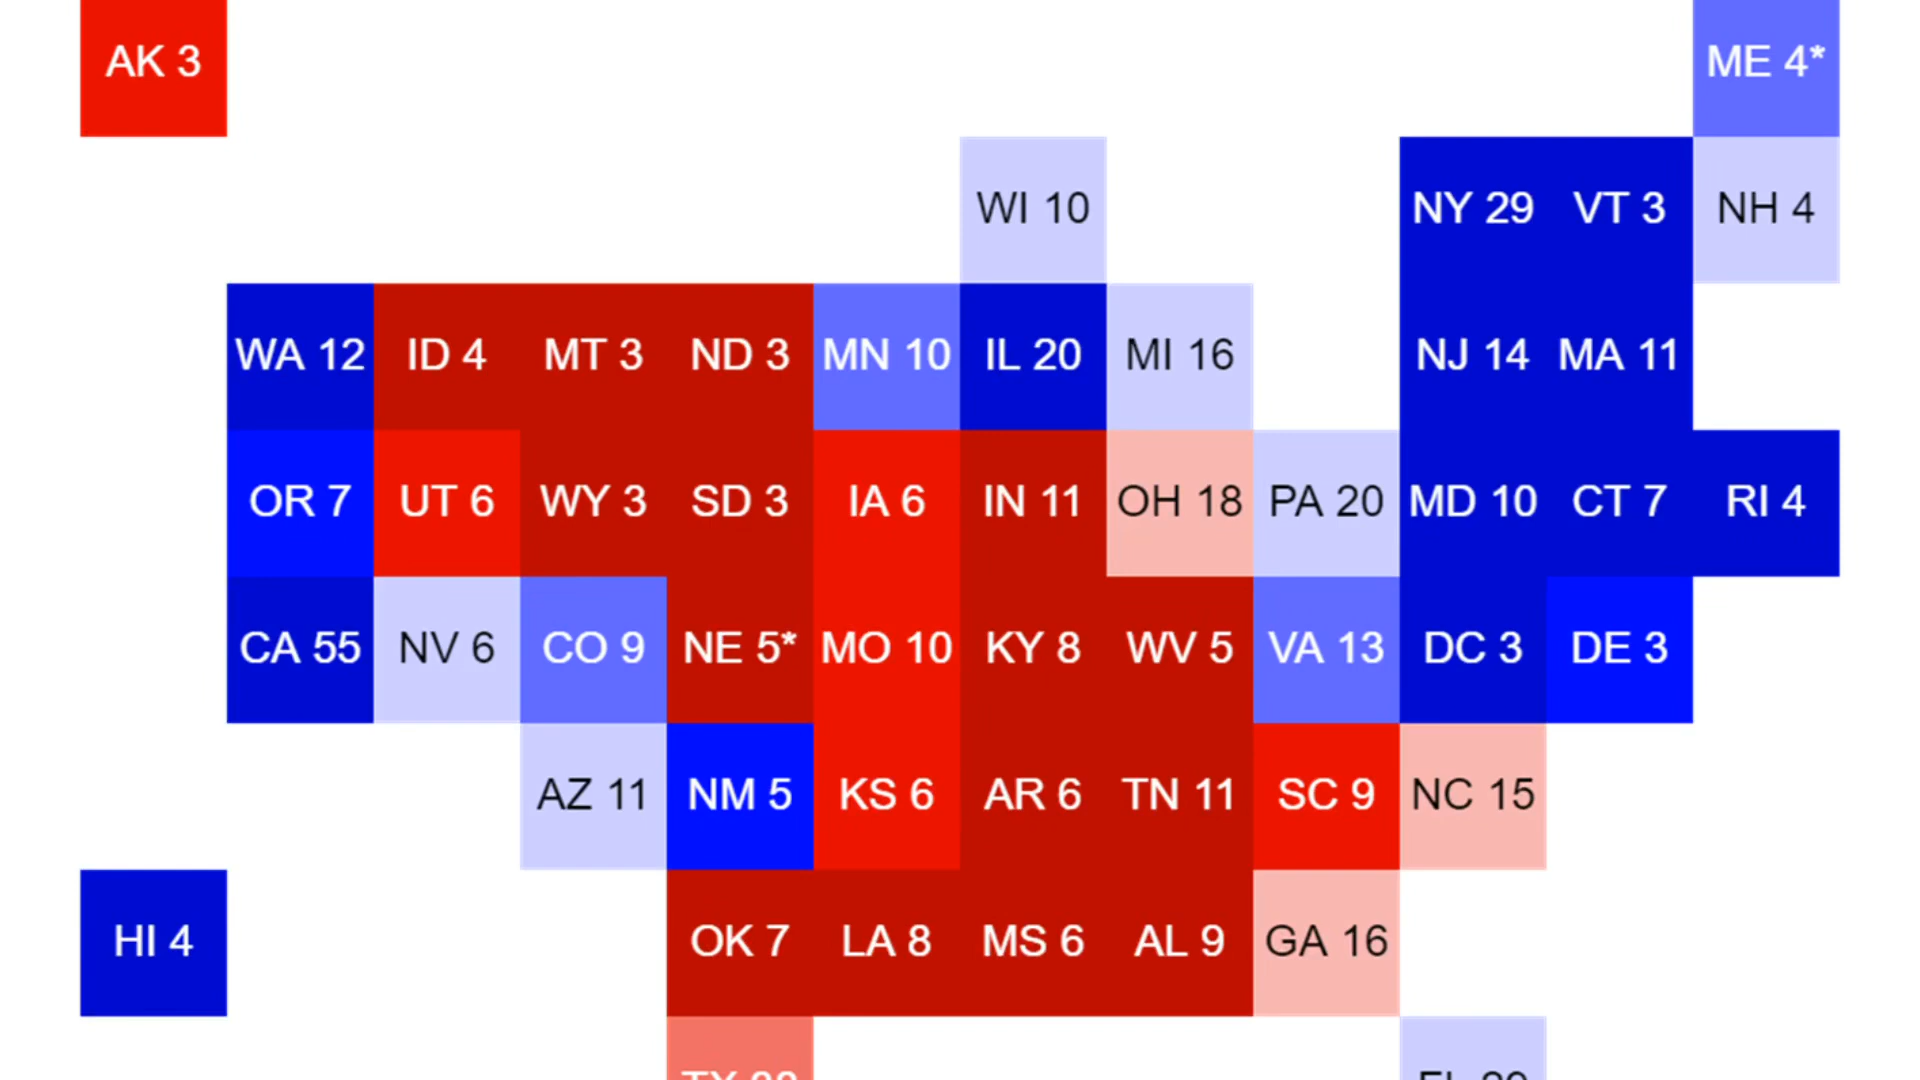 AK 3
ME 4*
WI 10
NY 29
VT 3
NH 4
WA 12
ID 4
MT 3
ND 3
MN 10
IL 20
MI 16
NJ 14
MA 11
OR 7
UT 6
WY 3
SD 3
IA 6
IN 11
OH 18
PA 20
MD 10
CT 7
RI 4
CA 55
NV 6
CO 9
NE 5*
MO 10
KY 8
WV 5
VA 13
DC 3
DE 3
AZ 11
NM 5
KS 6
AR 6
TN 11
SC 9
NC 15
HI 4
OK 7
LA 8
MS 6
AL 9
GA 16
TX
FL